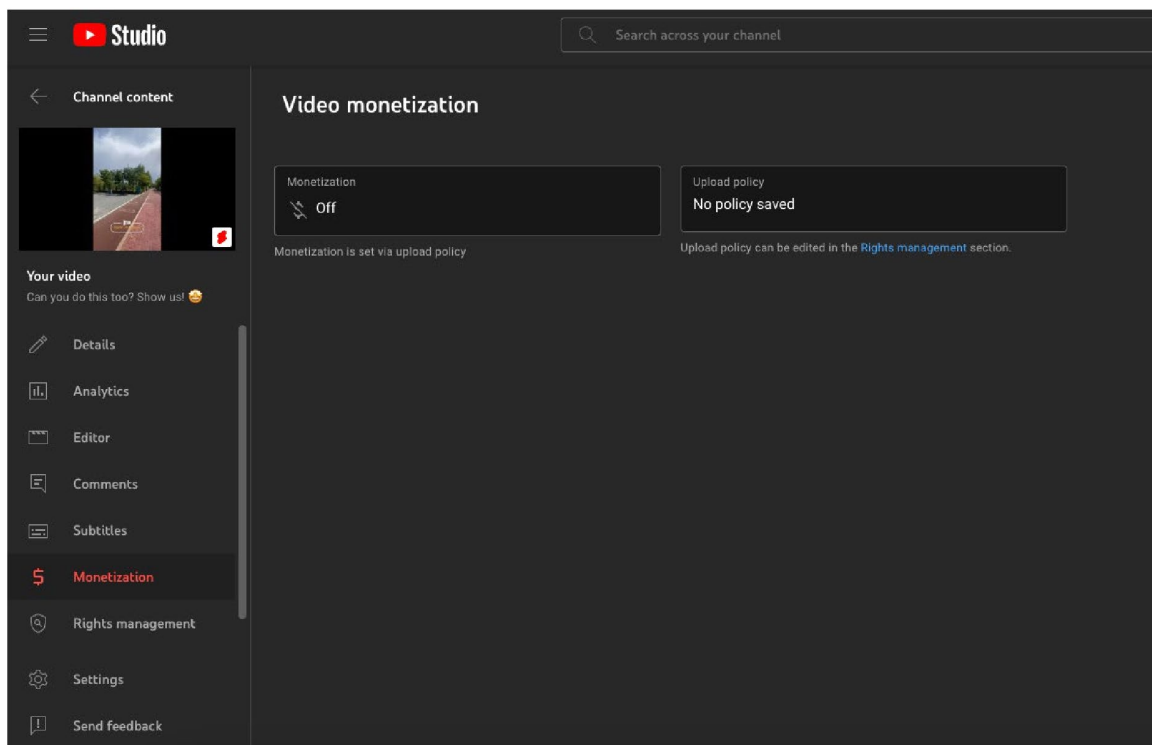 Studio
Search across your channel
Channel content
Your video
Can you do this too? Show us! 🤩
Details
Analytics
Editor
Comments
Subtitles
Monetization
Rights management
Settings
Send feedback
Video monetization
Monetization
Off
Monetization is set via upload policy
Upload policy
No policy saved
Upload policy can be edited in the Rights management section.